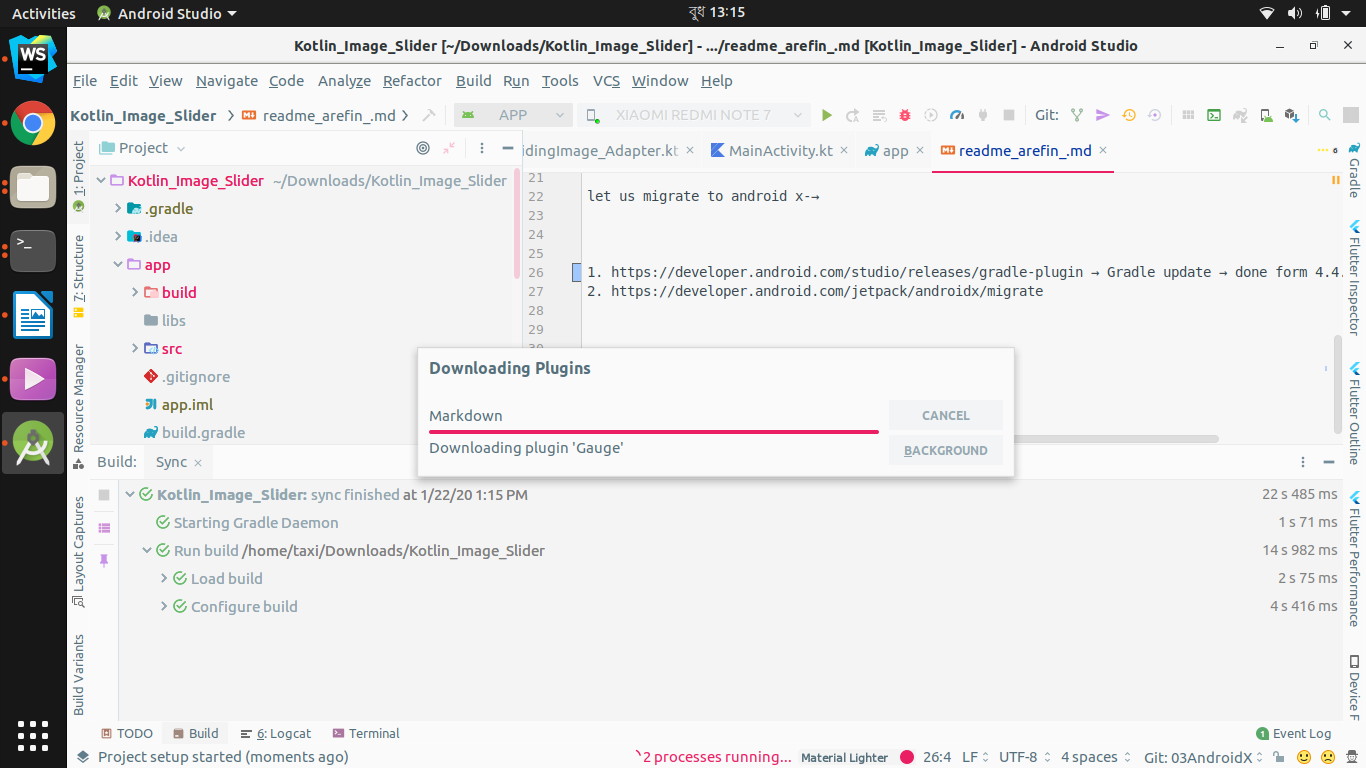 Activities
Android Studio
বুধ 13:15
Kotlin_Image_Slider [~/Downloads/Kotlin_Image_Slider] - .../readme_arefin_.md [Kotlin_Image_Slider] - Android Studio
WS
File Edit View Navigate Code Analyze Refactor Build Run Tools VCS Window Help
Kotlin_Image_Slider
readme_arefin_.md
APP
XIAOMI REDMI NOTE 7
Git:
1: Project
7: Structure
Resource Manager
Layout Captures
Build Variants
Project
idingImage_Adapter.kt
MainActivity.kt
app
readme_arefin_.md
6
Kotlin_Image_Slider ~/Downloads/Kotlin_Image_Slider
.gradle
.idea
app
build
libs
src
.gitignore
app.iml
build.gradle
21
22 let us migrate to android x-→
23
24
25
26 1. https://developer.android.com/studio/releases/gradle-plugin → Gradle update → done form 4.4.
27 2. https://developer.android.com/jetpack/androidx/migrate
28
29
Gradle
Flutter Inspector
Flutter Outline
Flutter Performance
Device F
Downloading Plugins
Markdown
CANCEL
Downloading plugin 'Gauge'
BACKGROUND
Build:
Sync
Kotlin_Image_Slider: sync finished at 1/22/20 1:15 PM
22 s 485 ms
Starting Gradle Daemon
1 s 71 ms
Run build /home/taxi/Downloads/Kotlin_Image_Slider
14 s 982 ms
Load build
2 s 75 ms
Configure build
4 s 416 ms
TODO
Build
6: Logcat
Terminal
1 Event Log
Project setup started (moments ago)
2 processes running...
Material Lighter
26:4
LF
UTF-8
4 spaces
Git: 03AndroidX